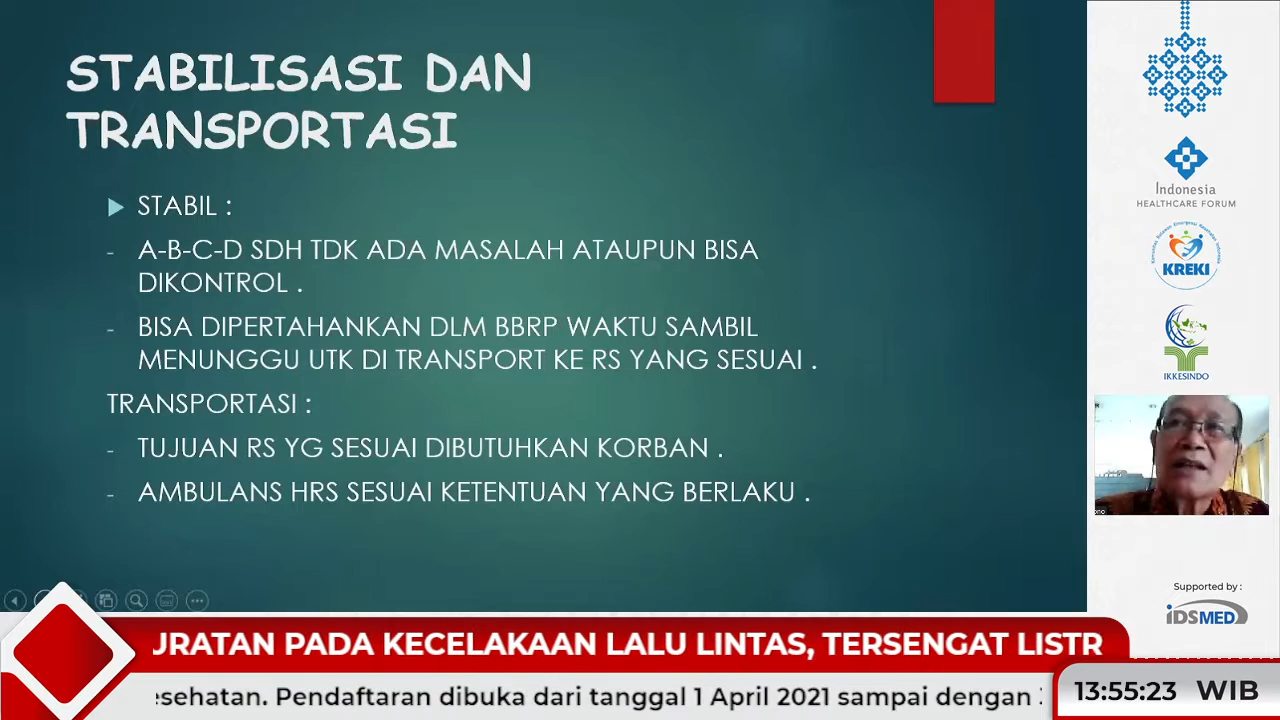 STABILISASI DAN
TRANSPORTASI
STABIL :
- A-B-C-D SDH TDK ADA MASALAH ATAUPUN BISA
DIKONTROL .
- BISA DIPERTAHANKAN DLM BBRP WAKTU SAMBIL
MENUNGGU UTK DI TRANSPORT KE RS YANG SESUAI .
TRANSPORTASI :
- TUJUAN RS YG SESUAI DIBUTUHKAN KORBAN .
- AMBULANS HRS SESUAI KETENTUAN YANG BERLAKU .
Indonesia
HEALTHCARE FORUM
KREKI
IKKESINDO
Supported by :
iDSMED
URATAN PADA KECELAKAAN LALU LINTAS, TERSENGAT LISTR
esehatan. Pendaftaran dibuka dari tanggal 1 April 2021 sampai dengan
13:55:23 WIB